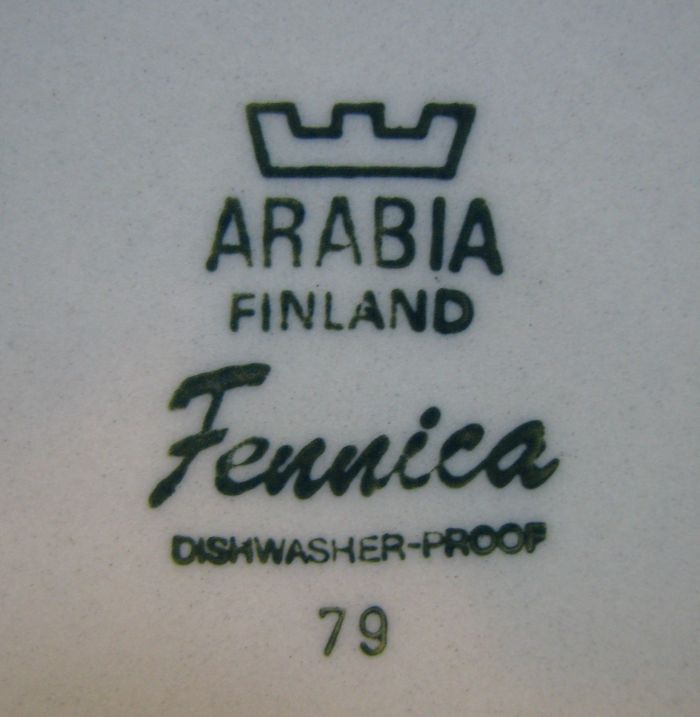 ARABIA
FINLAND
Fennica
DISHWASHER-PROOF
79